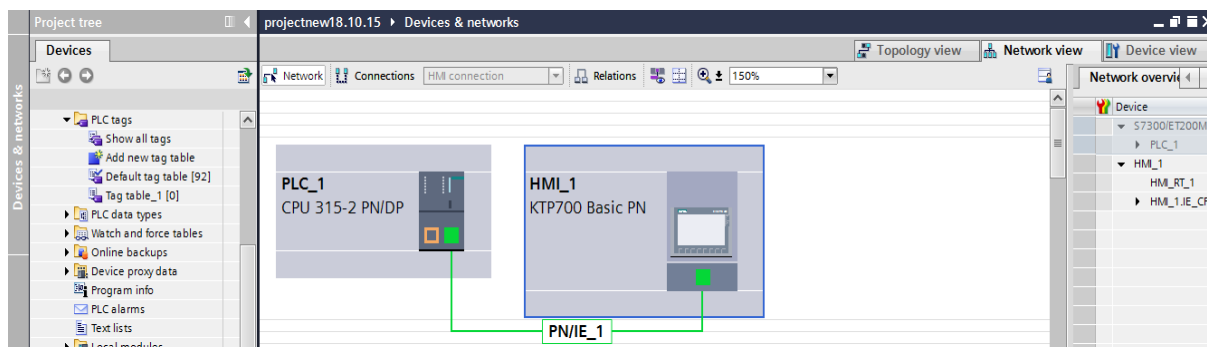 Project tree
projectnew18.10.15 ▸ Devices & networks
Devices
Topology view
Network view
Device view
Network
Connections
HMI connection
Relations
150%
Network overvie
Devices & networks
PLC tags
Show all tags
Add new tag table
Default tag table [92]
Tag table_1 [0]
PLC data types
Watch and force tables
Online backups
Device proxy data
Program info
PLC alarms
Text lists
Local modules
PLC_1
CPU 315-2 PN/DP
HMI_1
KTP700 Basic PN
PN/IE_1
Device
S7300/ET200M
PLC_1
HMI_1
HMI_RT_1
HMI_1.IE_CP